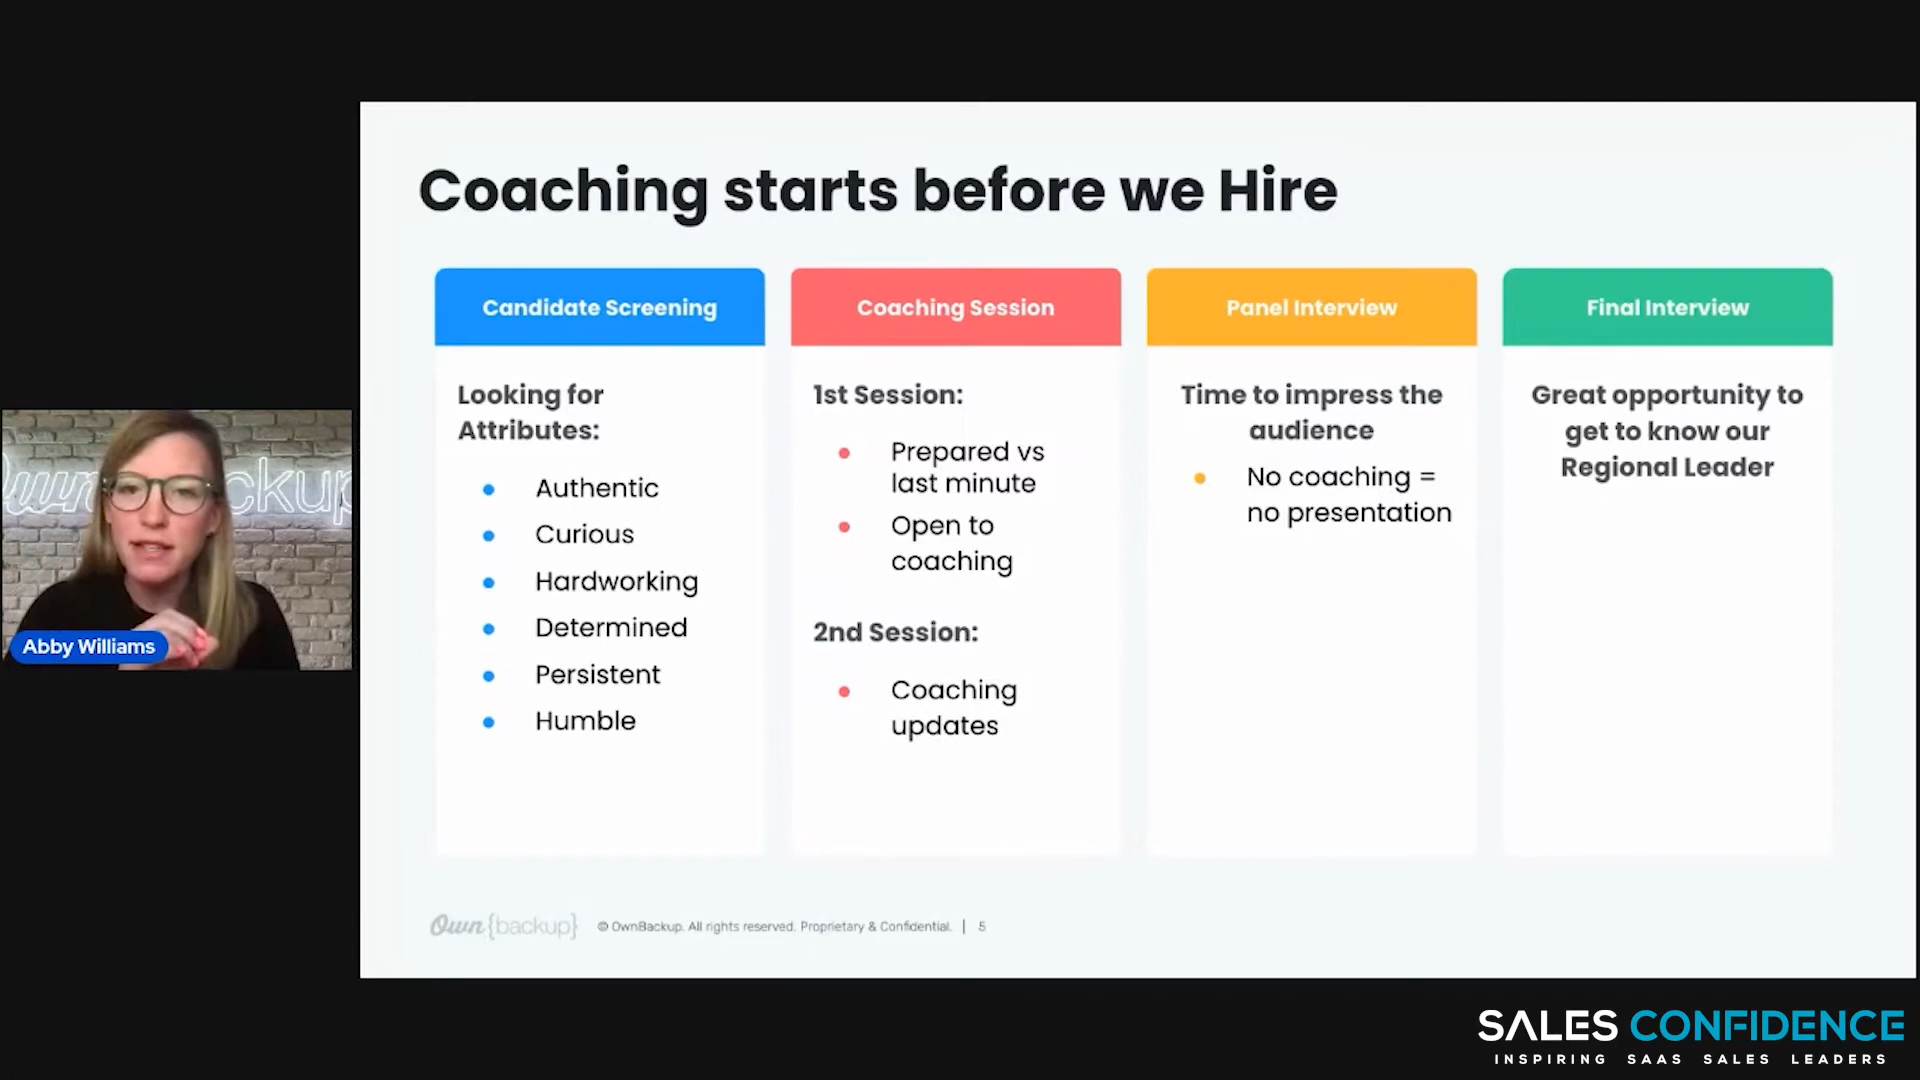 Coaching starts before we Hire
Candidate Screening
Looking for
Attributes:
Authentic
Curious
Hardworking
Determined
Persistent
Humble
Coaching Session
1st Session:
Prepared vs
last minute
Open to
coaching
2nd Session:
Coaching
updates
Panel Interview
Time to impress the
audience
No coaching =
no presentation
Final Interview
Great opportunity to
get to know our
Regional Leader
Own{backup}
© OwnBackup. All rights reserved. Proprietary & Confidential. | 5
Own
ckup
Abby Williams
SALES CONFIDENCE
INSPIRING SAAS SALES LEADERS